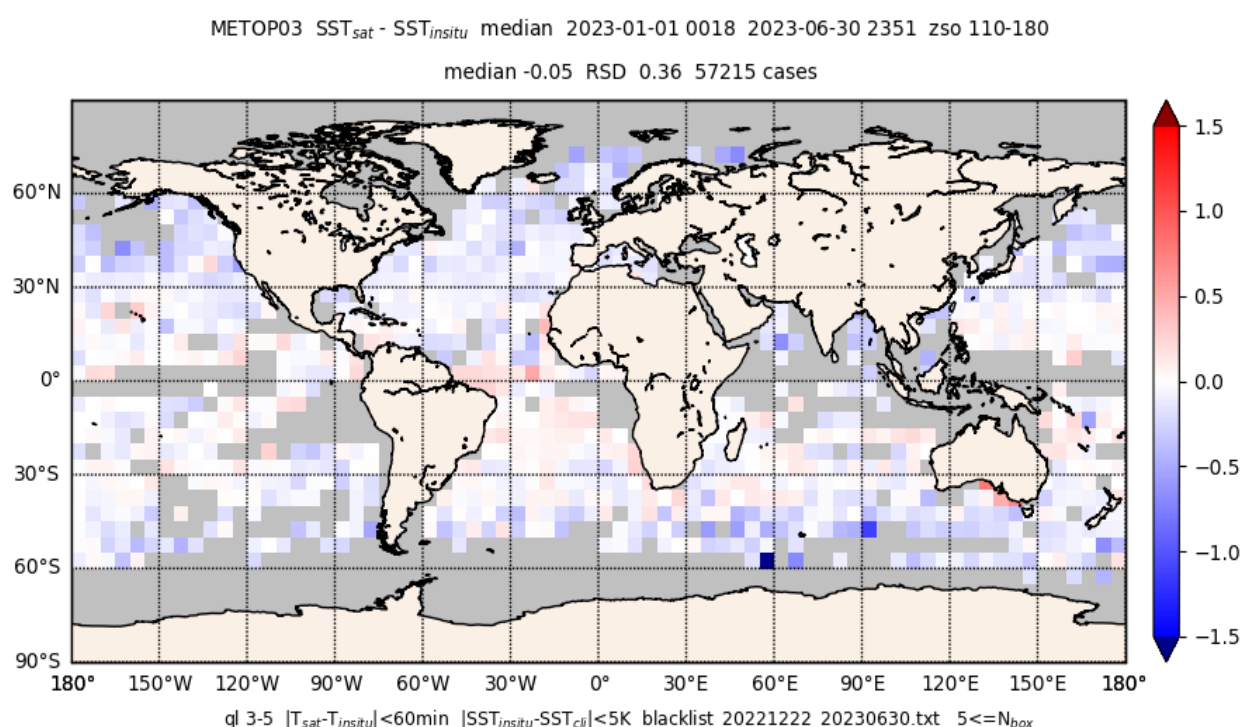 METOP03 SST_sat - SST_insitu median 2023-01-01 0018 2023-06-30 2351 zso 110-180
median -0.05 RSD 0.36 57215 cases
1.5
1.0
0.5
0.0
−0.5
−1.0
−1.5
60°N
30°N
0°
30°S
60°S
90°S
180° 150°W 120°W 90°W 60°W 30°W 0° 30°E 60°E 90°E 120°E 150°E 180°
ql 3-5 |T_sat-T_insitu|<60min |SST_insitu-SST_cli|<5K blacklist_20221222_20230630.txt 5<=N_box